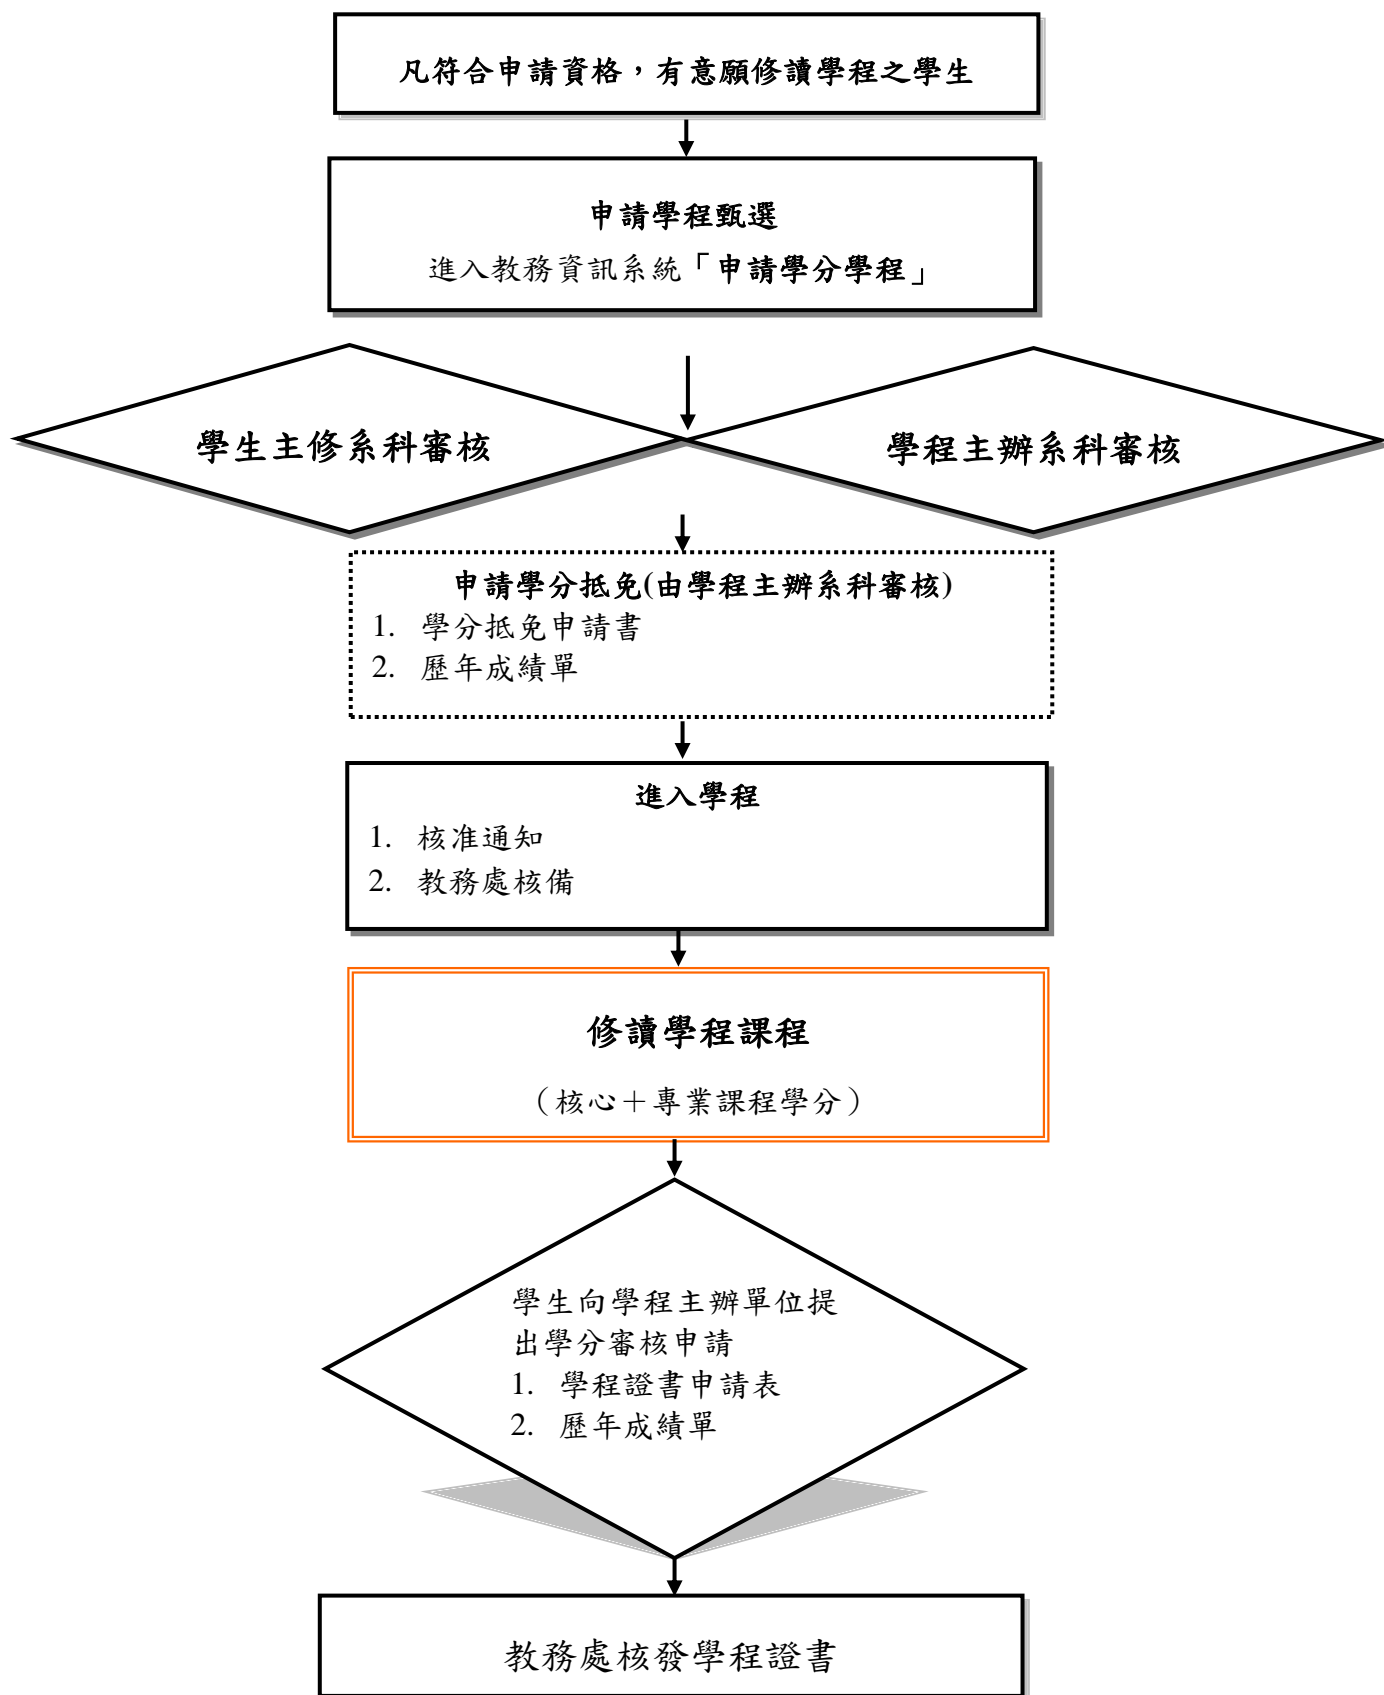 凡符合申請資格，有意願修讀學程之學生
申請學程甄選
進入教務資訊系統「申請學分學程」
學生主修系科審核
學程主辦系科審核
申請學分抵免(由學程主辦系科審核)
1. 學分抵免申請書
2. 歷年成績單
進入學程
1. 核准通知
2. 教務處核備
修讀學程課程
（核心＋專業課程學分）
學生向學程主辦單位提
出學分審核申請
1. 學程證書申請表
2. 歷年成績單
教務處核發學程證書